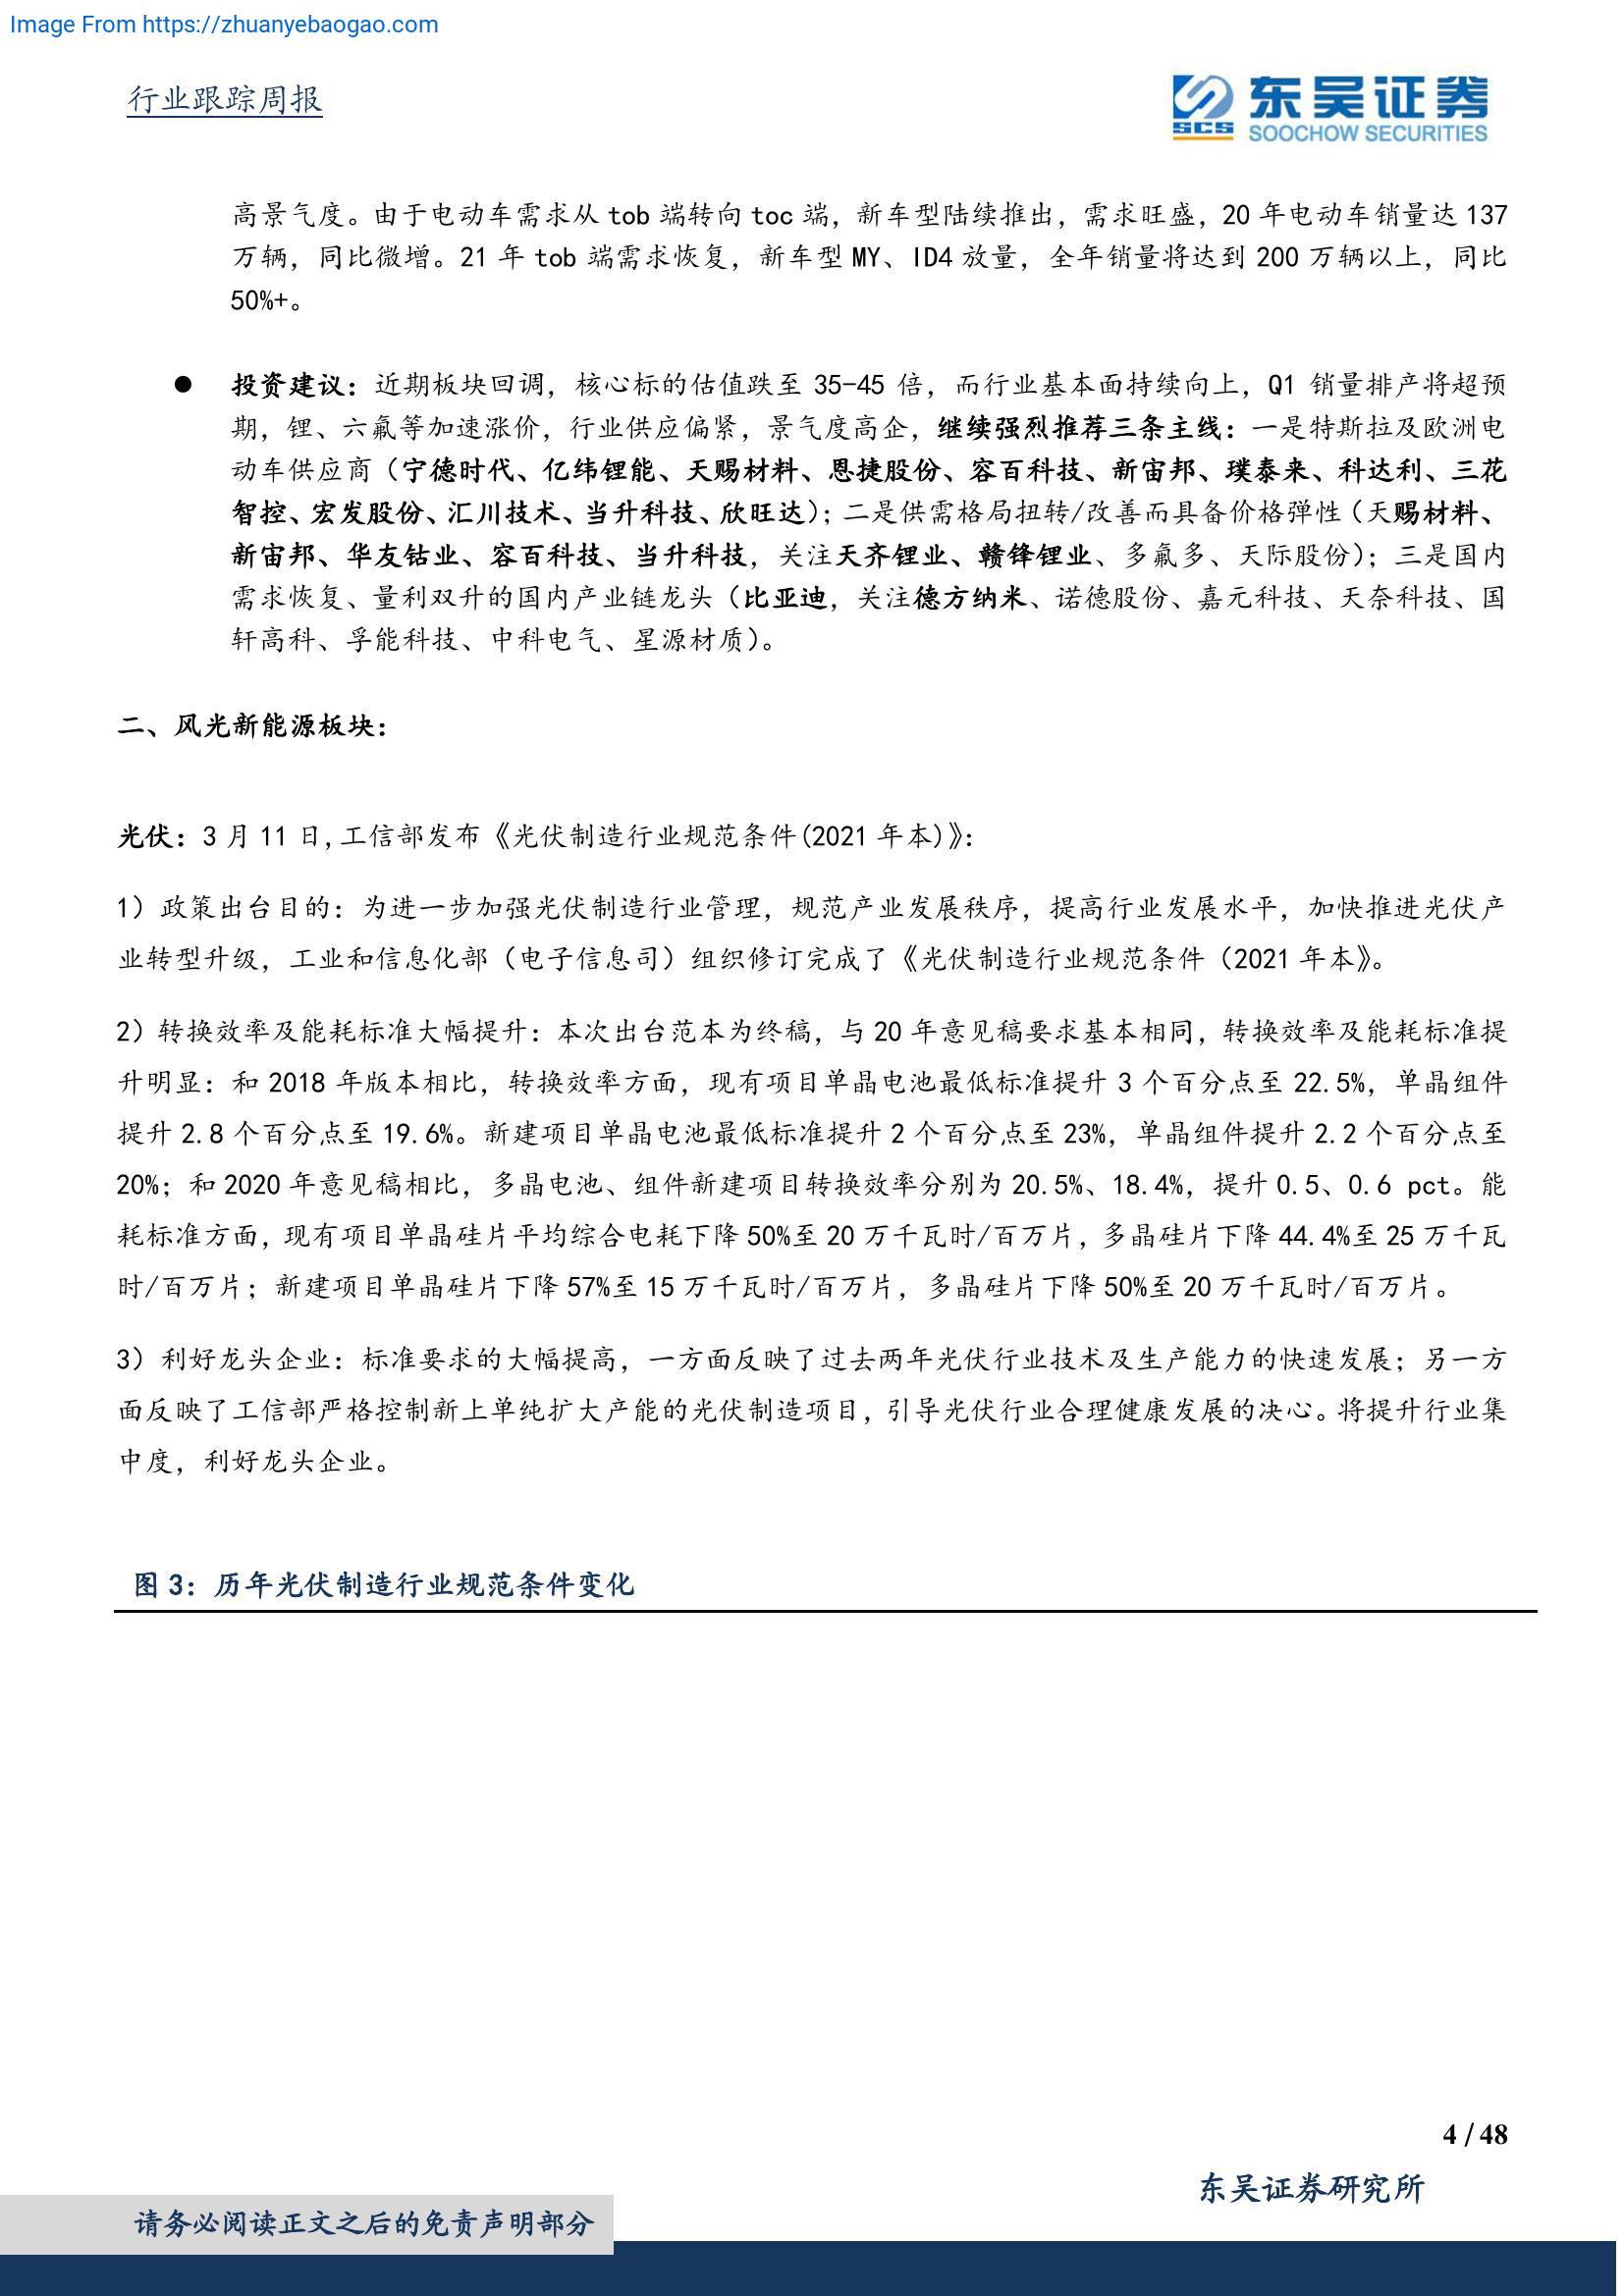 Image From https://zhuanyebaogao.com
行业跟踪周报
SCS 东吴证券
SOOCHOW SECURITIES
高景气度。由于电动车需求从 tob 端转向 toc 端，新车型陆续推出，需求旺盛，20 年电动车销量达 137
万辆，同比微增。21 年 tob 端需求恢复，新车型 MY、ID4 放量，全年销量将达到 200 万辆以上，同比
50%+。
● 投资建议：近期板块回调，核心标的估值跌至 35-45 倍，而行业基本面持续向上，Q1 销量排产将超预
期，锂、六氟等加速涨价，行业供应偏紧，景气度高企，继续强烈推荐三条主线：一是特斯拉及欧洲电
动车供应商（宁德时代、亿纬锂能、天赐材料、恩捷股份、容百科技、新宙邦、璞泰来、科达利、三花
智控、宏发股份、汇川技术、当升科技、欣旺达）；二是供需格局扭转/改善而具备价格弹性（天赐材料、
新宙邦、华友钴业、容百科技、当升科技，关注天齐锂业、赣锋锂业、多氟多、天际股份）；三是国内
需求恢复、量利双升的国内产业链龙头（比亚迪，关注德方纳米、诺德股份、嘉元科技、天奈科技、国
轩高科、孚能科技、中科电气、星源材质）。
二、风光新能源板块：
光伏：3 月 11 日,工信部发布《光伏制造行业规范条件(2021 年本)》：
1）政策出台目的：为进一步加强光伏制造行业管理，规范产业发展秩序，提高行业发展水平，加快推进光伏产
业转型升级，工业和信息化部（电子信息司）组织修订完成了《光伏制造行业规范条件（2021 年本》。
2）转换效率及能耗标准大幅提升：本次出台范本为终稿，与 20 年意见稿要求基本相同，转换效率及能耗标准提
升明显：和 2018 年版本相比，转换效率方面，现有项目单晶电池最低标准提升 3 个百分点至 22.5%，单晶组件
提升 2.8 个百分点至 19.6%。新建项目单晶电池最低标准提升 2 个百分点至 23%，单晶组件提升 2.2 个百分点至
20%；和 2020 年意见稿相比，多晶电池、组件新建项目转换效率分别为 20.5%、18.4%，提升 0.5、0.6 pct。能
耗标准方面，现有项目单晶硅片平均综合电耗下降 50%至 20 万千瓦时/百万片，多晶硅片下降 44.4%至 25 万千瓦
时/百万片；新建项目单晶硅片下降 57%至 15 万千瓦时/百万片，多晶硅片下降 50%至 20 万千瓦时/百万片。
3）利好龙头企业：标准要求的大幅提高，一方面反映了过去两年光伏行业技术及生产能力的快速发展；另一方
面反映了工信部严格控制新上单纯扩大产能的光伏制造项目，引导光伏行业合理健康发展的决心。将提升行业集
中度，利好龙头企业。
图 3：历年光伏制造行业规范条件变化
4 / 48
东吴证券研究所
请务必阅读正文之后的免责声明部分